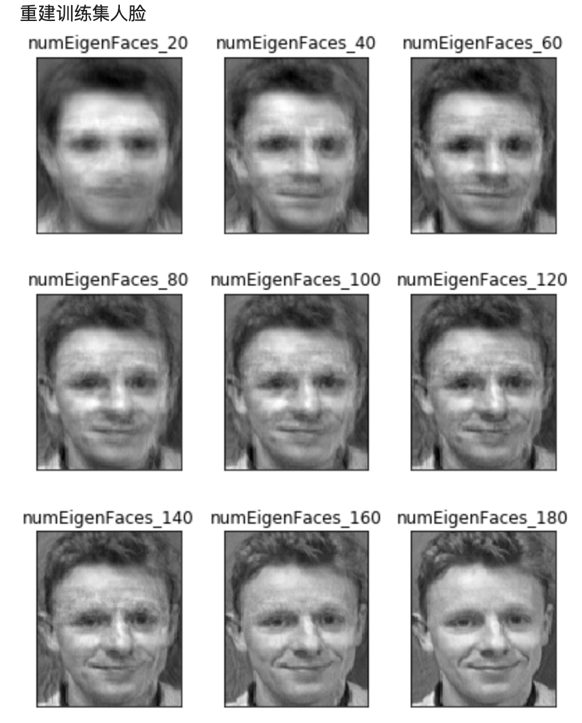 重建训练集人脸
numEigenFaces_20 numEigenFaces_40 numEigenFaces_60
numEigenFaces_80 numEigenFaces_100 numEigenFaces_120
numEigenFaces_140 numEigenFaces_160 numEigenFaces_180